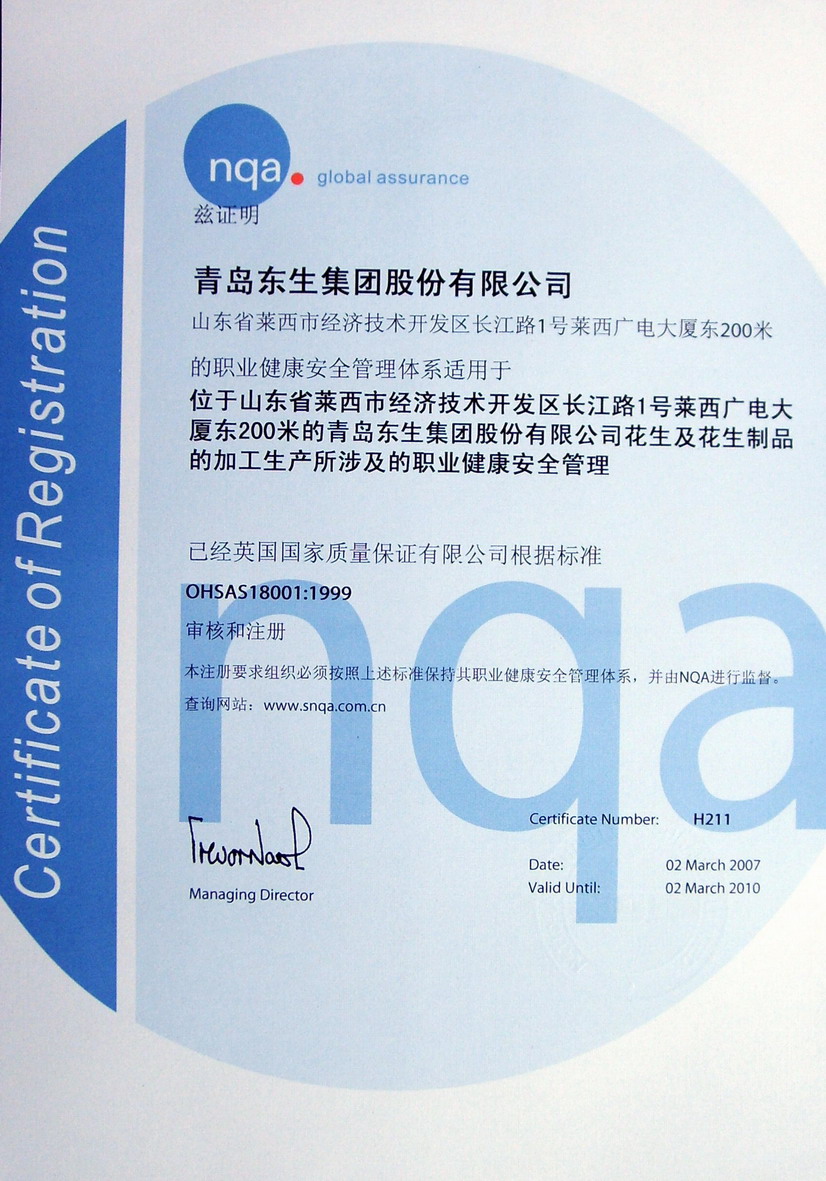 Certificate of Registration
nqa.
global assurance
兹证明
青岛东生集团股份有限公司
山东省莱西市经济技术开发区长江路1号莱西广电大厦东200米
的职业健康安全管理体系适用于
位于山东省莱西市经济技术开发区长江路1号莱西广电大
厦东200米的青岛东生集团股份有限公司花生及花生制品
的加工生产所涉及的职业健康安全管理
已经英国国家质量保证有限公司根据标准
OHSAS18001:1999
审核和注册
本注册要求组织必须按照上述标准保持其职业健康安全管理体系，并由NQA进行监督。
查询网站：www.snqa.com.cn
nqa
Certificate Number: H211
Date: 02 March 2007
Valid Until: 02 March 2010
Managing Director